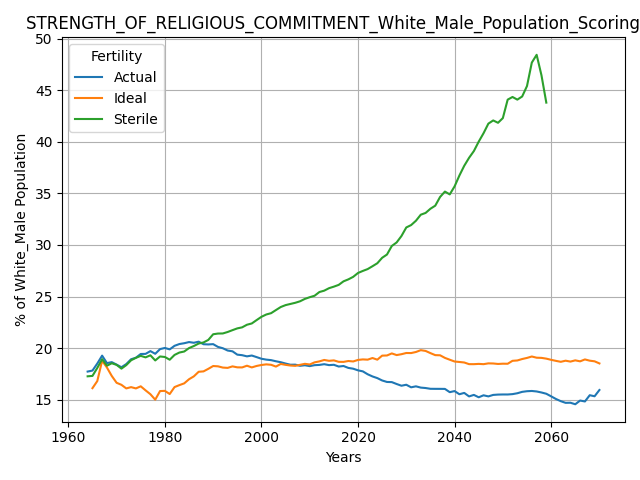 STRENGTH_OF_RELIGIOUS_COMMITMENT_White_Male_Population_Scoring
% of White_Male Population
50
45
40
35
30
25
20
15
Fertility
Actual
Ideal
Sterile
1960 1980 2000 2020 2040 2060
Years